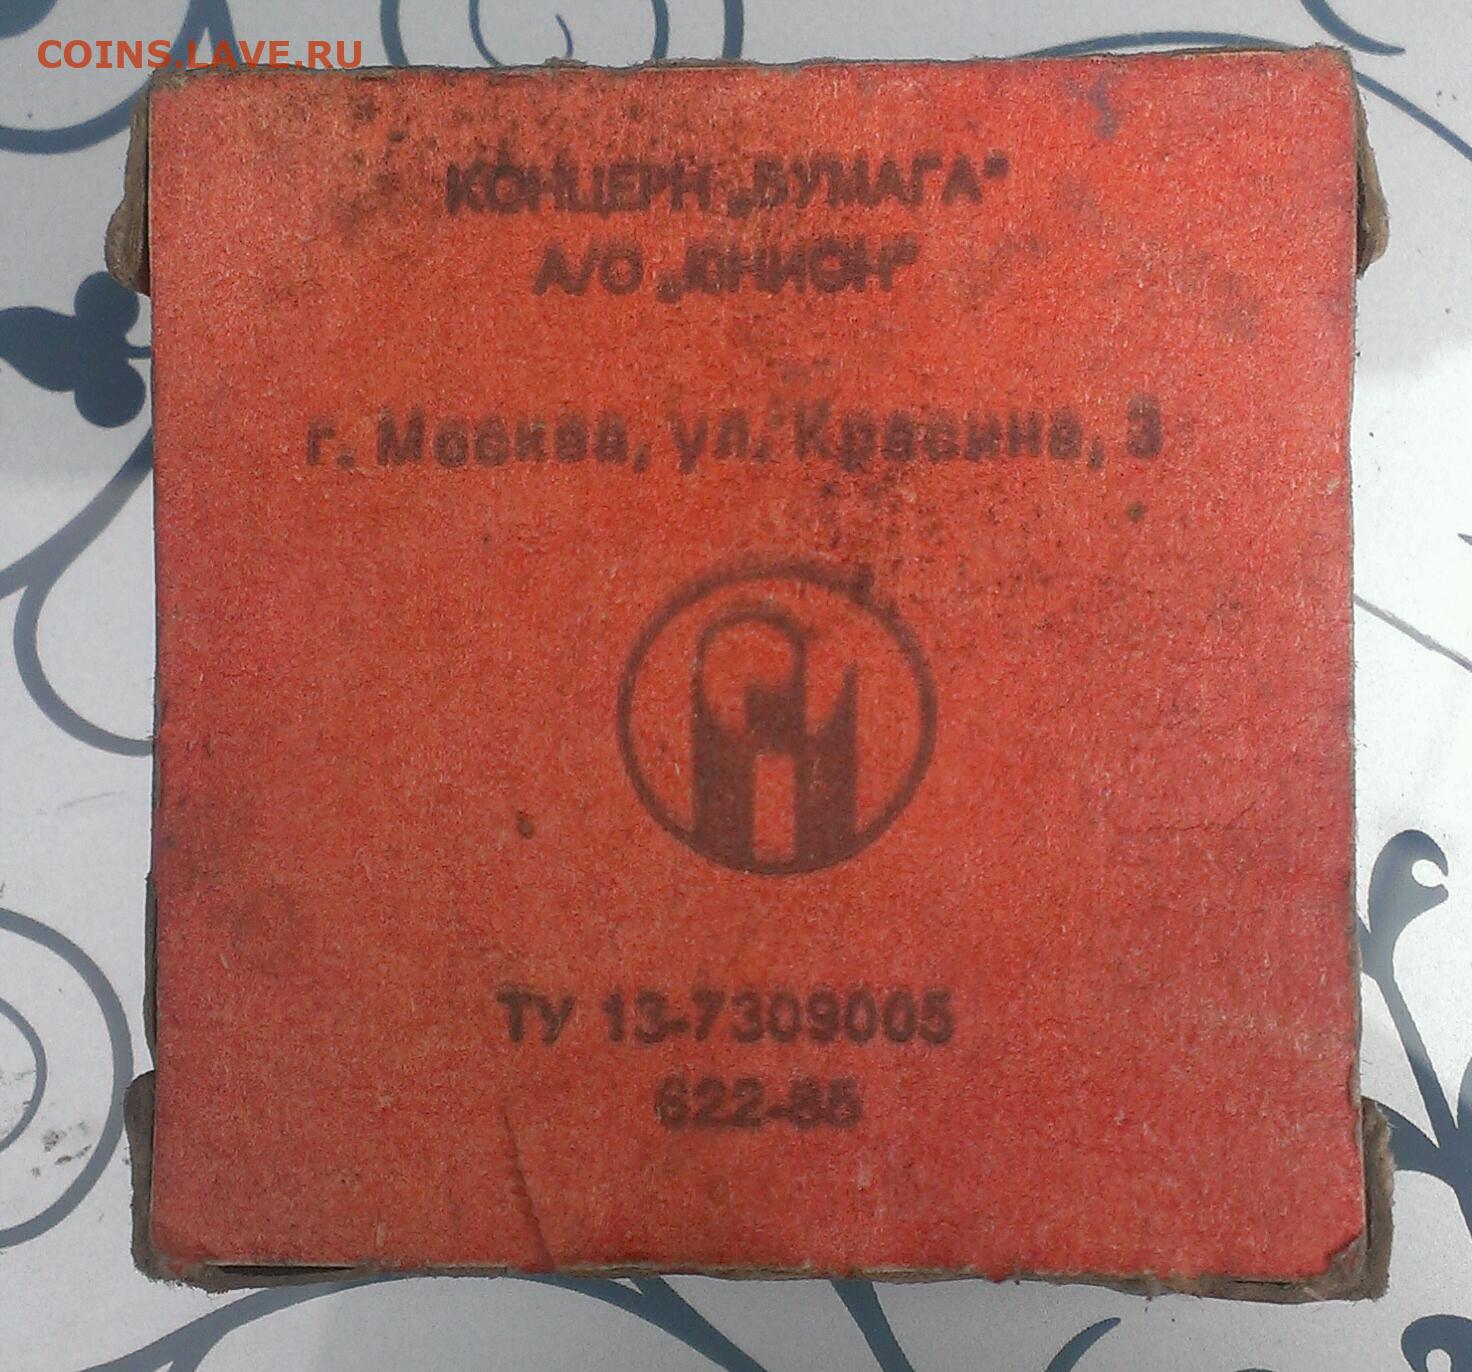 COINS.LAVE.RU
КОНЦЕРН „БУМАГА"
А/О „ЮНИОН"
г. Москва, ул. Красина, 3
ТУ 13-7309005
622-85